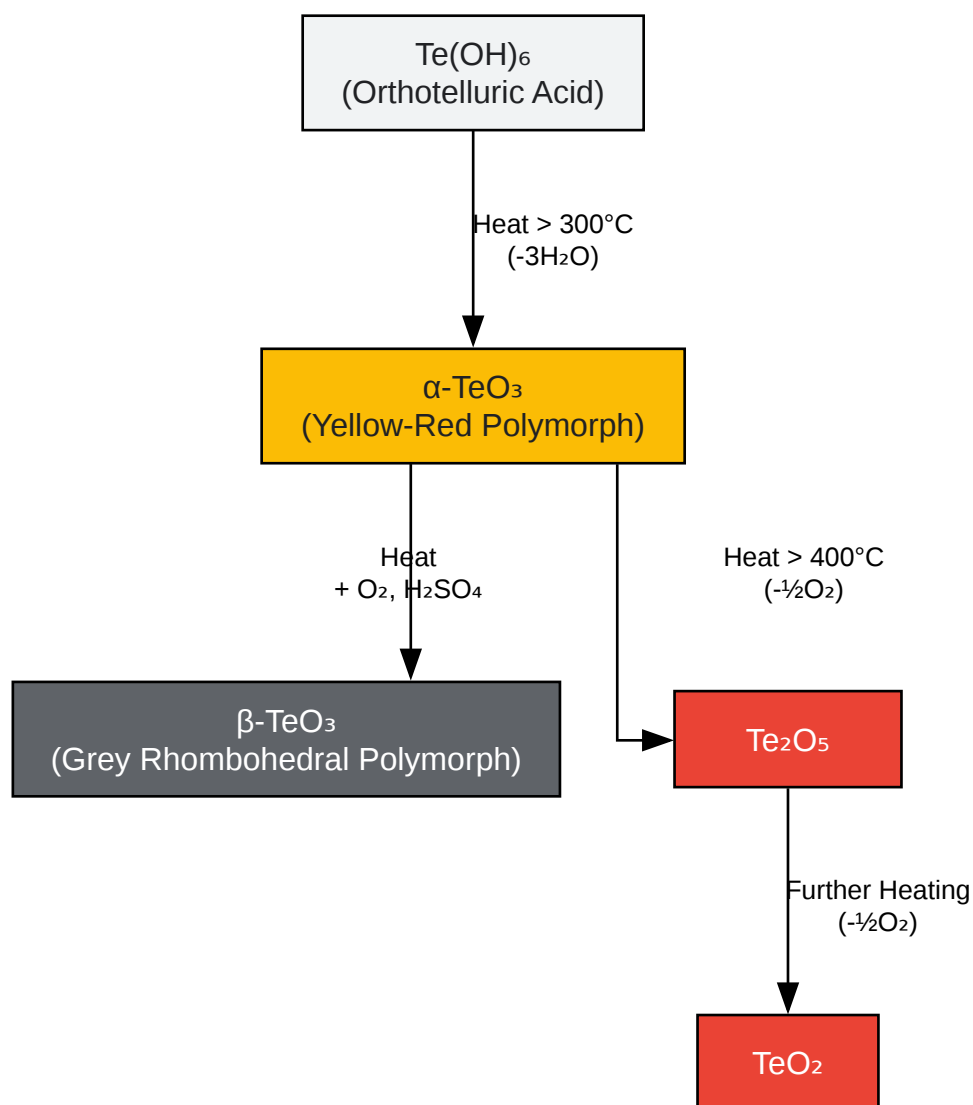 Te(OH)₆
(Orthotelluric Acid)
Heat > 300°C
(-3H₂O)
α-TeO₃
(Yellow-Red Polymorph)
Heat
+ O₂, H₂SO₄
Heat > 400°C
(-½O₂)
β-TeO₃
(Grey Rhombohedral Polymorph)
Te₂O₅
Further Heating
(-½O₂)
TeO₂